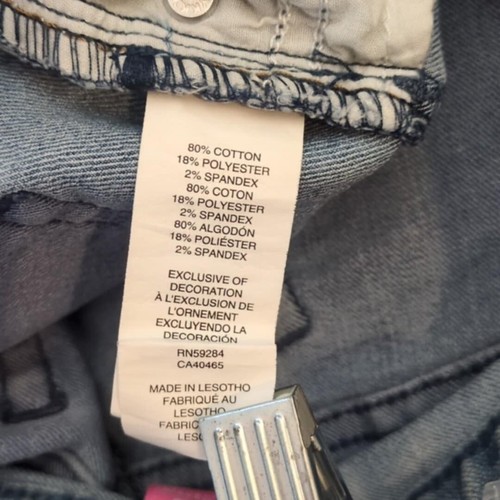 80% COTTON
18% POLYESTER
2% SPANDEX
80% COTON
18% POLYESTER
2% SPANDEX
80% ALGODÓN
18% POLIÉSTER
2% SPANDEX
EXCLUSIVE OF
DECORATION
À L'EXCLUSION DE
L'ORNEMENT
EXCLUYENDO LA
DECORACIÓN
RN59284
CA40465
MADE IN LESOTHO
FABRIQUÉ AU
LESOTHO